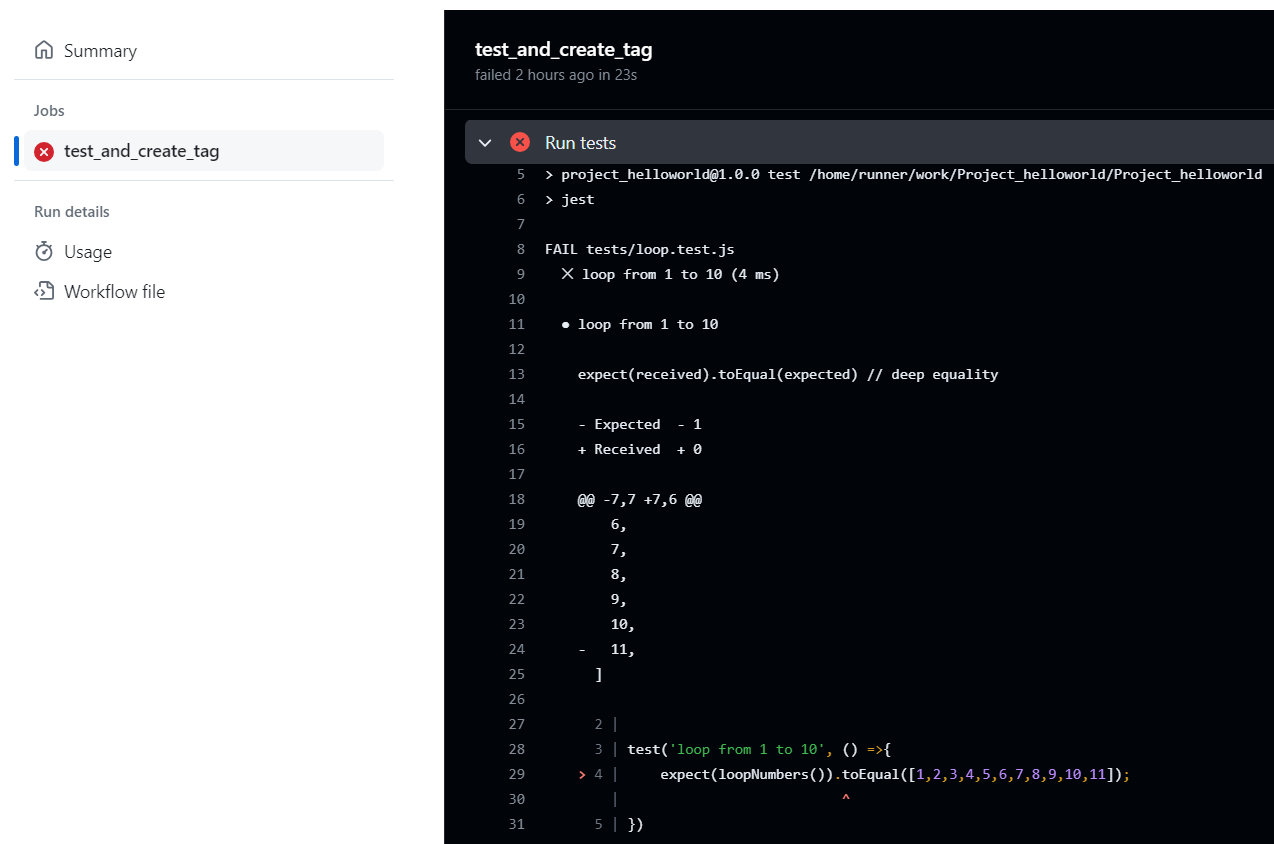 Summary
Jobs
test_and_create_tag
Run details
Usage
Workflow file
test_and_create_tag
failed 2 hours ago in 23s
Run tests
5 > project_helloworld@1.0.0 test /home/runner/work/Project_helloworld/Project_helloworld
6 > jest
7
8 FAIL tests/loop.test.js
9 ✕ loop from 1 to 10 (4 ms)
10
11 ● loop from 1 to 10
12
13 expect(received).toEqual(expected) // deep equality
14
15 - Expected  - 1
16 + Received  + 0
17
18 @@ -7,7 +7,6 @@
19 6,
20 7,
21 8,
22 9,
23 10,
24 -   11,
25 ]
26
27 2 |
28 3 | test('loop from 1 to 10', () =>{
29 > 4 |     expect(loopNumbers()).toEqual([1,2,3,4,5,6,7,8,9,10,11]);
30 |                           ^
31 5 | })